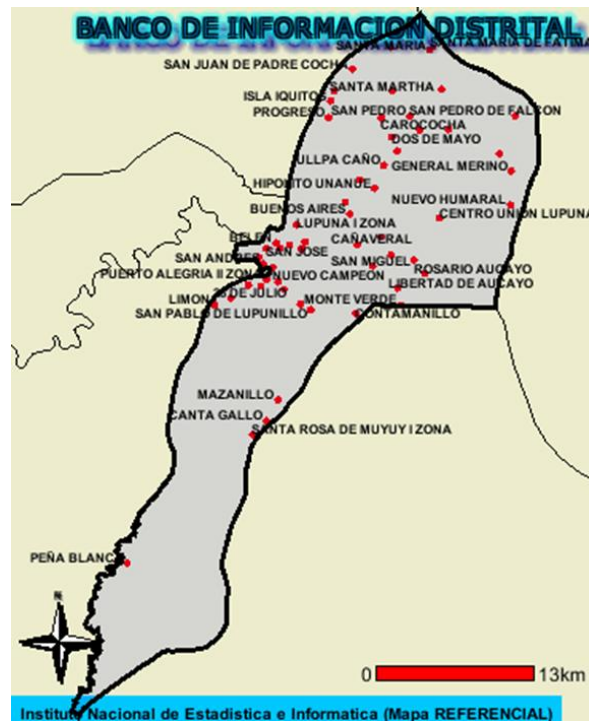 BANCO DE INFORMACION DISTRITAL
SANTA MARIA
SANTA MARIA DE FATIMA
SAN JUAN DE PADRE COCHA
SANTA MARTHA
ISLA IQUITOS
PROGRESO
SAN PEDRO
SAN PEDRO DE FALCON
CAROCOCHA
DOS DE MAYO
ULLPA CAÑO
GENERAL MERINO
HIPOLITO UNANUE
NUEVO HUMARAL
BUENOS AIRES
CENTRO UNION LUPUNA
LUPUNA I ZONA
BELEN
CAÑAVERAL
SAN JOSE
SAN ANDRES
SAN MIGUEL
PUERTO ALEGRIA II ZONA
NUEVO CAMPEON
ROSARIO AUCAYO
LIBERTAD DE AUCAYO
28 DE JULIO
LIMON
MONTE VERDE
SAN PABLO DE LUPUNILLO
CONTAMANILLO
MAZANILLO
CANTA GALLO
SANTA ROSA DE MUYUY I ZONA
PEÑA BLANCA
N
0 13km
Instituto Nacional de Estadistica e Informatica (Mapa REFERENCIAL)